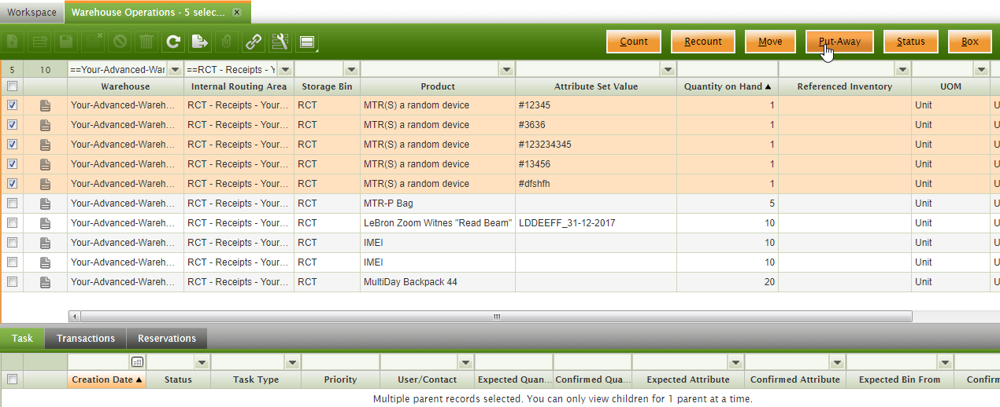 Workspace Warehouse Operations - 5 selec... x
Count Recount Move Put-Away Status Box
5 10 ==Your-Advanced-War ==RCT - Receipts - Y
Warehouse Internal Routing Area Storage Bin Product Attribute Set Value Quantity on Hand Referenced Inventory UOM
Your-Advanced-Wareh... RCT - Receipts - Your... RCT MTR(S) a random device #12345 1 Unit U
Your-Advanced-Wareh... RCT - Receipts - Your... RCT MTR(S) a random device #3636 1 Unit U
Your-Advanced-Wareh... RCT - Receipts - Your... RCT MTR(S) a random device #123234345 1 Unit U
Your-Advanced-Wareh... RCT - Receipts - Your... RCT MTR(S) a random device #13456 1 Unit U
Your-Advanced-Wareh... RCT - Receipts - Your... RCT MTR(S) a random device #dfshfh 1 Unit U
Your-Advanced-Wareh... RCT - Receipts - Your... RCT MTR-P Bag 5 Unit U
Your-Advanced-Wareh... RCT - Receipts - Your... RCT LeBron Zoom Witnes "Read Beam" LDDEEFF_31-12-2017 10 Unit U
Your-Advanced-Wareh... RCT - Receipts - Your... RCT IMEI 10 Unit U
Your-Advanced-Wareh... RCT - Receipts - Your... RCT IMEI 10 Unit U
Your-Advanced-Wareh... RCT - Receipts - Your... RCT MultiDay Backpack 44 20 Unit U
Task Transactions Reservations
Creation Date Status Task Type Priority User/Contact Expected Quan... Confirmed Qua... Expected Attribute Confirmed Attribute Expected Bin From Confirm
Multiple parent records selected. You can only view children for 1 parent at a time.